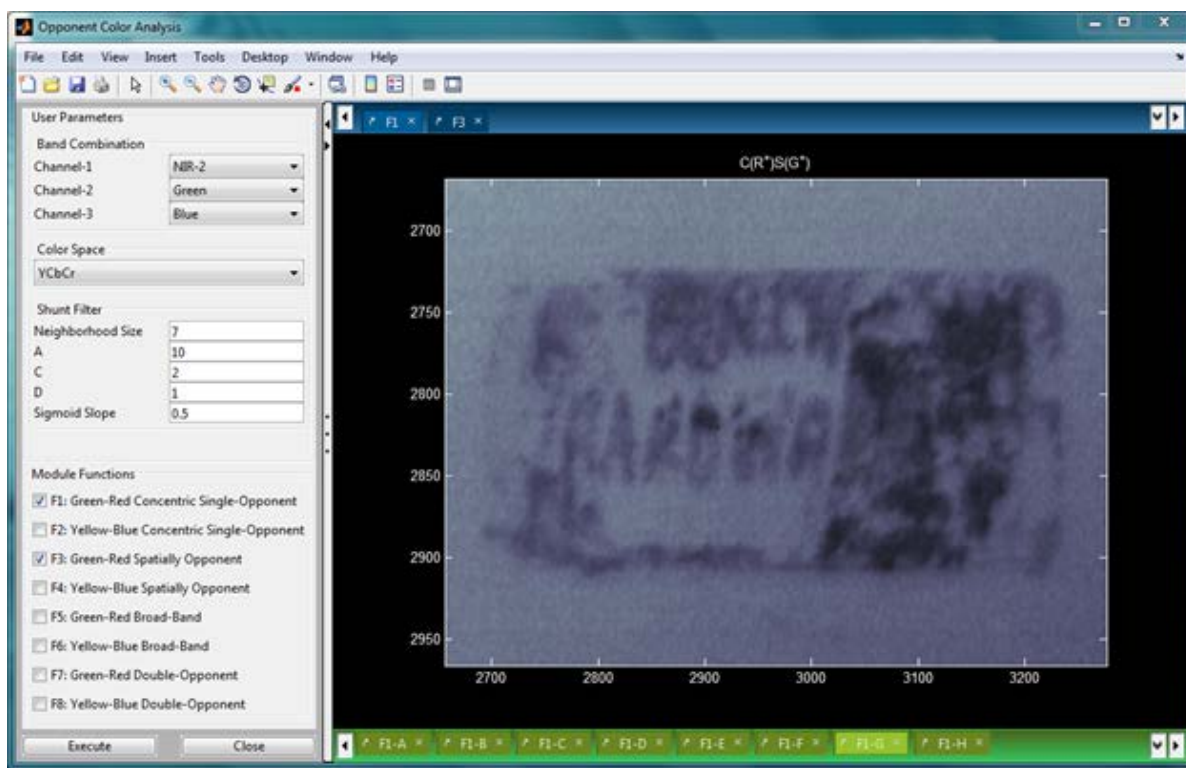 Opponent Color Analysis
File Edit View Insert Tools Desktop Window Help
User Parameters
Band Combination
Channel-1 NIR-2
Channel-2 Green
Channel-3 Blue
Color Space
YCbCr
Shunt Filter
Neighborhood Size 7
A 10
C 2
D 1
Sigmoid Slope 0.5
Module Functions
F1: Green-Red Concentric Single-Opponent
F2: Yellow-Blue Concentric Single-Opponent
F3: Green-Red Spatially Opponent
F4: Yellow-Blue Spatially Opponent
F5: Green-Red Broad-Band
F6: Yellow-Blue Broad-Band
F7: Green-Red Double-Opponent
F8: Yellow-Blue Double-Opponent
Execute Close
F1 × F3 ×
C(R⁺)S(G⁺)
2700
2750
2800
2850
2900
2950
2700 2800 2900 3000 3100 3200
F1-A × F1-B × F1-C × F1-D × F1-E × F1-G × F1-H ×